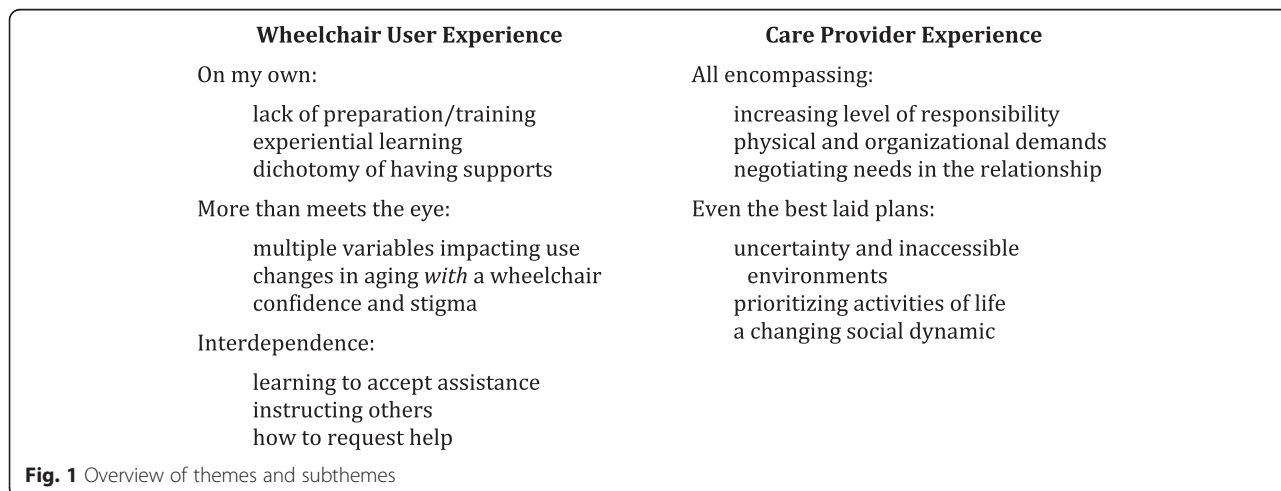 Wheelchair User Experience
On my own:
lack of preparation/training
experiential learning
dichotomy of having supports
More than meets the eye:
multiple variables impacting use
changes in aging with a wheelchair
confidence and stigma
Interdependence:
learning to accept assistance
instructing others
how to request help
Care Provider Experience
All encompassing:
increasing level of responsibility
physical and organizational demands
negotiating needs in the relationship
Even the best laid plans:
uncertainty and inaccessible
environments
prioritizing activities of life
a changing social dynamic
Fig. 1 Overview of themes and subthemes